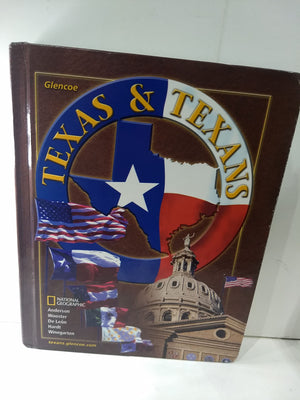 Glencoe
TEXAS & TEXANS
NATIONAL
GEOGRAPHIC
Anderson
Wooster
De León
Hardt
Winegarten
texans.glencoe.com